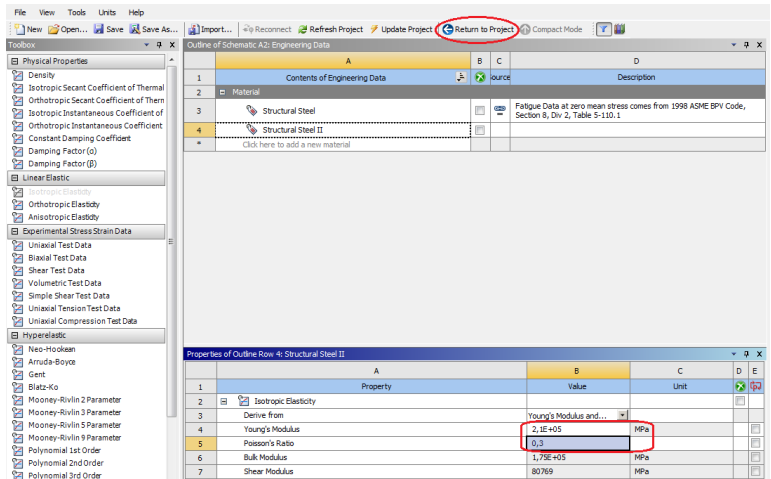 File View Tools Units Help
New Open... Save Save As... Import... Reconnect Refresh Project Update Project Return to Project Compact Mode
Toolbox
Physical Properties
Density
Isotropic Secant Coefficient of Thermal
Orthotropic Secant Coefficient of Therm
Isotropic Instantaneous Coefficient of
Orthotropic Instantaneous Coefficient
Constant Damping Coefficient
Damping Factor (α)
Damping Factor (β)
Linear Elastic
Isotropic Elasticity
Orthotropic Elasticity
Anisotropic Elasticity
Experimental Stress Strain Data
Uniaxial Test Data
Biaxial Test Data
Shear Test Data
Volumetric Test Data
Simple Shear Test Data
Uniaxial Tension Test Data
Uniaxial Compression Test Data
Hyperelastic
Neo-Hookean
Arruda-Boyce
Gent
Blatz-Ko
Mooney-Rivlin 2 Parameter
Mooney-Rivlin 3 Parameter
Mooney-Rivlin 5 Parameter
Mooney-Rivlin 9 Parameter
Polynomial 1st Order
Polynomial 2nd Order
Polynomial 3rd Order
Outline of Schematic A2: Engineering Data
A B C D
1 Contents of Engineering Data ource Description
2 Material
3 Structural Steel Fatigue Data at zero mean stress comes from 1998 ASME BPV Code,
Section 8, Div 2, Table 5-110.1
4 Structural Steel II
* Click here to add a new material
Properties of Outline Row 4: Structural Steel II
A B C D E
1 Property Value Unit
2 Isotropic Elasticity
3 Derive from Young's Modulus and...
4 Young's Modulus 2,1E+05 MPa
5 Poisson's Ratio 0,3
6 Bulk Modulus 1,75E+05 MPa
7 Shear Modulus 80769 MPa